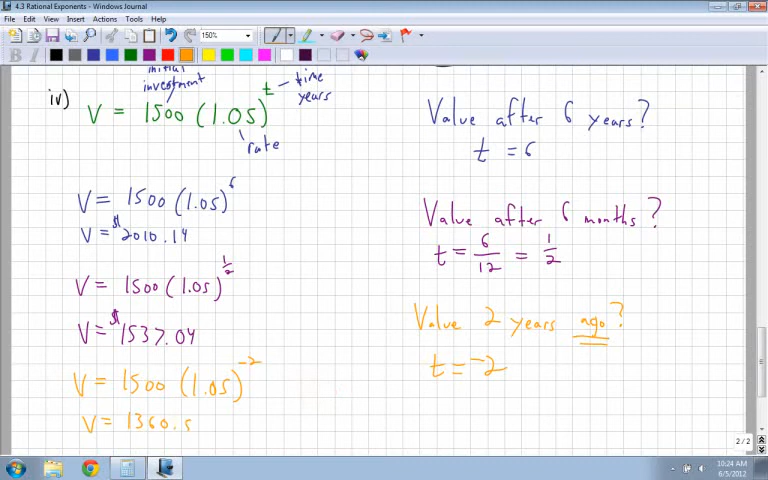 4.3 Rational Exponents - Windows Journal
File Edit View Insert Actions Tools Help
150%
B I
initial
investment
t – time
years
iv) V = 1500 (1.05)^t
rate
Value after 6 years?
t = 6
V = 1500 (1.05)^6
V = $2010.14
Value after 6 months?
t = 6/12 = 1/2
V = 1500 (1.05)^1/2
V = $1537.04
Value 2 years ago?
t = -2
V = 1500 (1.05)^-2
V = 1360.5
2 / 2
10:24 AM
6/5/2012